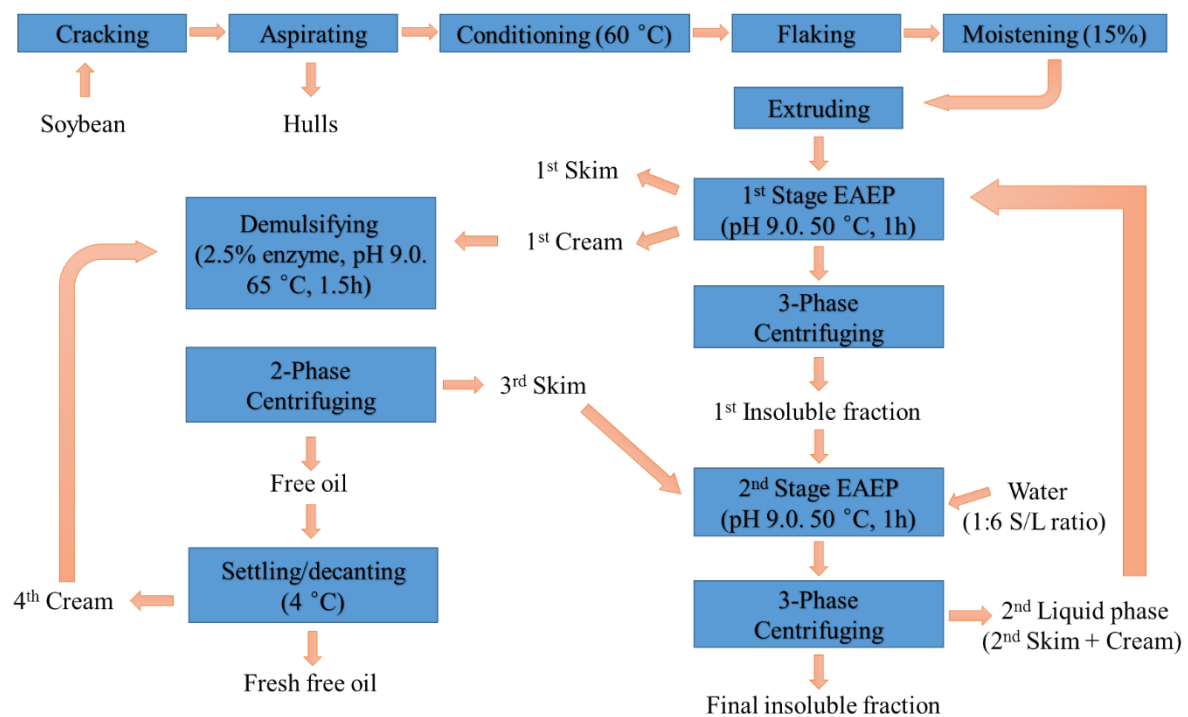 Cracking
Aspirating
Conditioning (60 ˚C)
Flaking
Moistening (15%)
Soybean
Hulls
Extruding
1st Skim
1st Stage EAEP
(pH 9.0. 50 ˚C, 1h)
Demulsifying
(2.5% enzyme, pH 9.0.
65 ˚C, 1.5h)
1st Cream
3-Phase
Centrifuging
2-Phase
Centrifuging
3rd Skim
1st Insoluble fraction
Free oil
2nd Stage EAEP
(pH 9.0. 50 ˚C, 1h)
Water
(1:6 S/L ratio)
Settling/decanting
(4 ˚C)
4th Cream
3-Phase
Centrifuging
2nd Liquid phase
(2nd Skim + Cream)
Fresh free oil
Final insoluble fraction